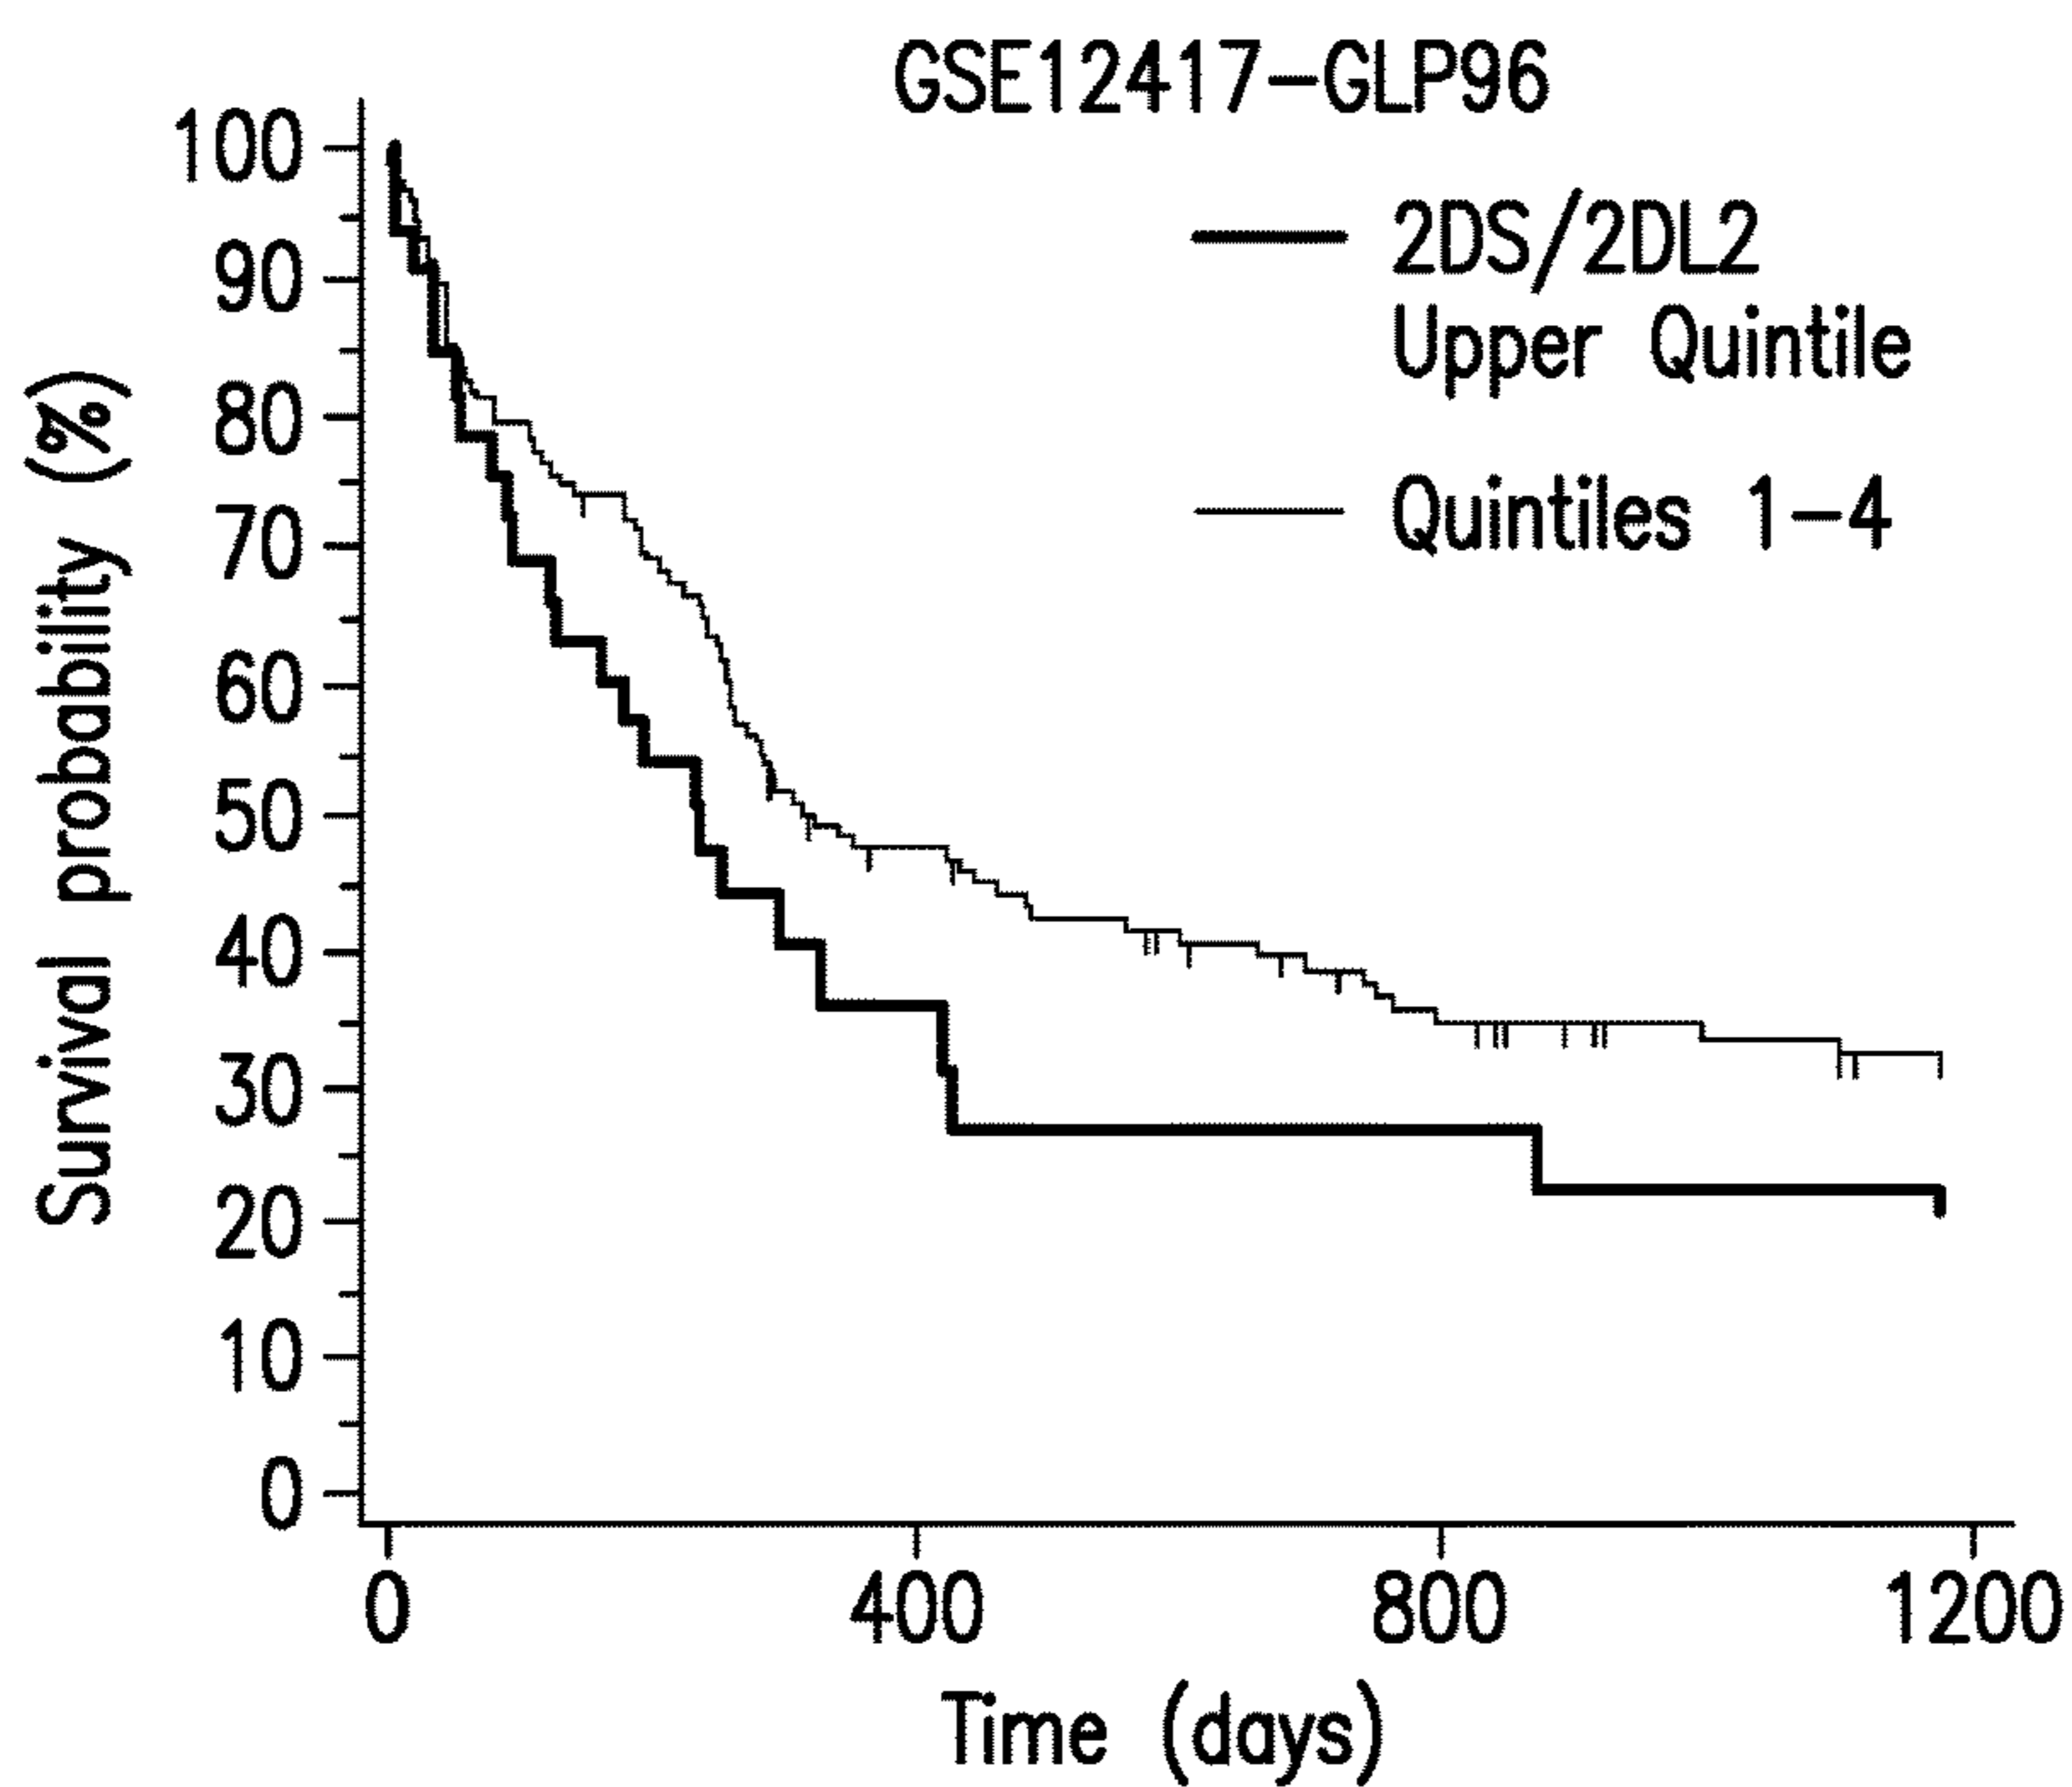 GSE12417-GLP96
2DS/2DL2
Upper Quintile
Quintiles 1-4
Survival probability (%)
100
90
80
70
60
50
40
30
20
10
0
0 400 800 1200
Time (days)